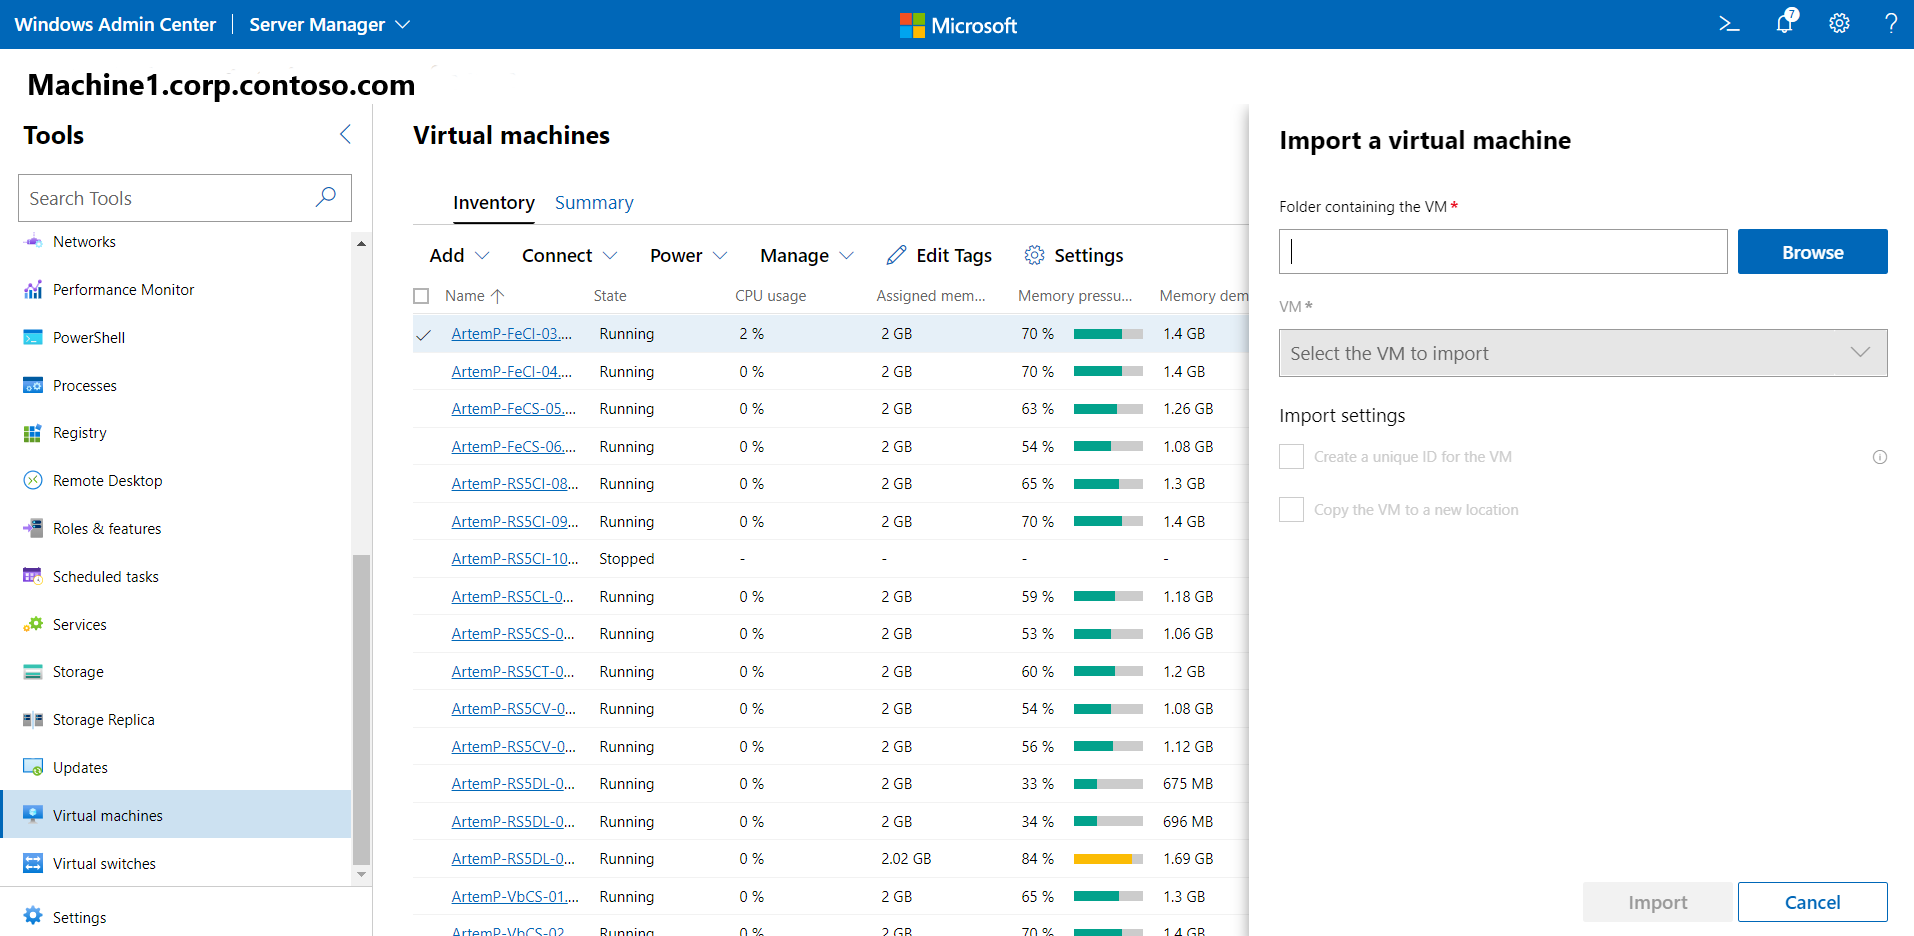 Windows Admin Center
Server Manager
Microsoft
7
Machine1.corp.contoso.com
Tools
Search Tools
Networks
Performance Monitor
PowerShell
Processes
Registry
Remote Desktop
Roles & features
Scheduled tasks
Services
Storage
Storage Replica
Updates
Virtual machines
Virtual switches
Settings
Virtual machines
Inventory Summary
Add Connect Power Manage Edit Tags Settings
Name State CPU usage Assigned mem... Memory pressu... Memory dem
ArtemP-FeCI-03.... Running 2 % 2 GB 70 % 1.4 GB
ArtemP-FeCI-04.... Running 0 % 2 GB 70 % 1.4 GB
ArtemP-FeCS-05.... Running 0 % 2 GB 63 % 1.26 GB
ArtemP-FeCS-06.... Running 0 % 2 GB 54 % 1.08 GB
ArtemP-RS5CI-08... Running 0 % 2 GB 65 % 1.3 GB
ArtemP-RS5CI-09... Running 0 % 2 GB 70 % 1.4 GB
ArtemP-RS5CI-10... Stopped - - - -
ArtemP-RS5CL-0... Running 0 % 2 GB 59 % 1.18 GB
ArtemP-RS5CS-0... Running 0 % 2 GB 53 % 1.06 GB
ArtemP-RS5CT-0... Running 0 % 2 GB 60 % 1.2 GB
ArtemP-RS5CV-0... Running 0 % 2 GB 54 % 1.08 GB
ArtemP-RS5CV-0... Running 0 % 2 GB 56 % 1.12 GB
ArtemP-RS5DL-0... Running 0 % 2 GB 33 % 675 MB
ArtemP-RS5DL-0... Running 0 % 2 GB 34 % 696 MB
ArtemP-RS5DL-0... Running 0 % 2.02 GB 84 % 1.69 GB
ArtemP-VbCS-01.... Running 0 % 2 GB 65 % 1.3 GB
ArtemP-VbCS-02 Running 0 % 2 GB 70 % 1.4 GB
Import a virtual machine
Folder containing the VM *
Browse
VM *
Select the VM to import
Import settings
Create a unique ID for the VM
Copy the VM to a new location
Import Cancel